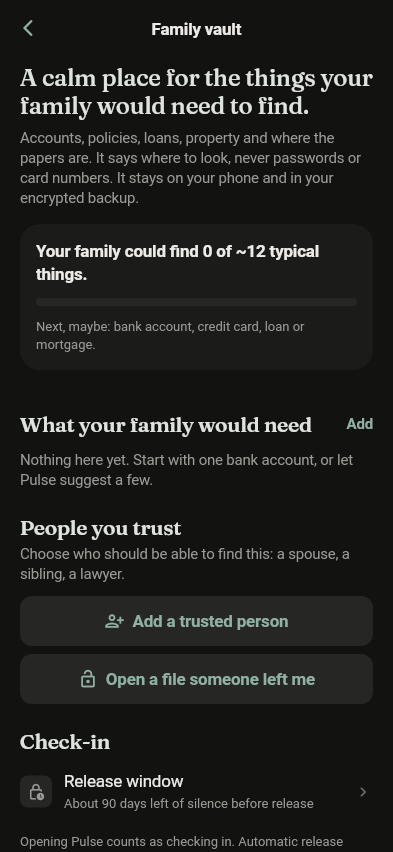 Family vault
A calm place for the things your
family would need to find.
Accounts, policies, loans, property and where the
papers are. It says where to look, never passwords or
card numbers. It stays on your phone and in your
encrypted backup.
Your family could find 0 of ~12 typical
things.
Next, maybe: bank account, credit card, loan or
mortgage.
What your family would need
Add
Nothing here yet. Start with one bank account, or let
Pulse suggest a few.
People you trust
Choose who should be able to find this: a spouse, a
sibling, a lawyer.
Add a trusted person
Open a file someone left me
Check-in
Release window
About 90 days left of silence before release
Opening Pulse counts as checking in. Automatic release